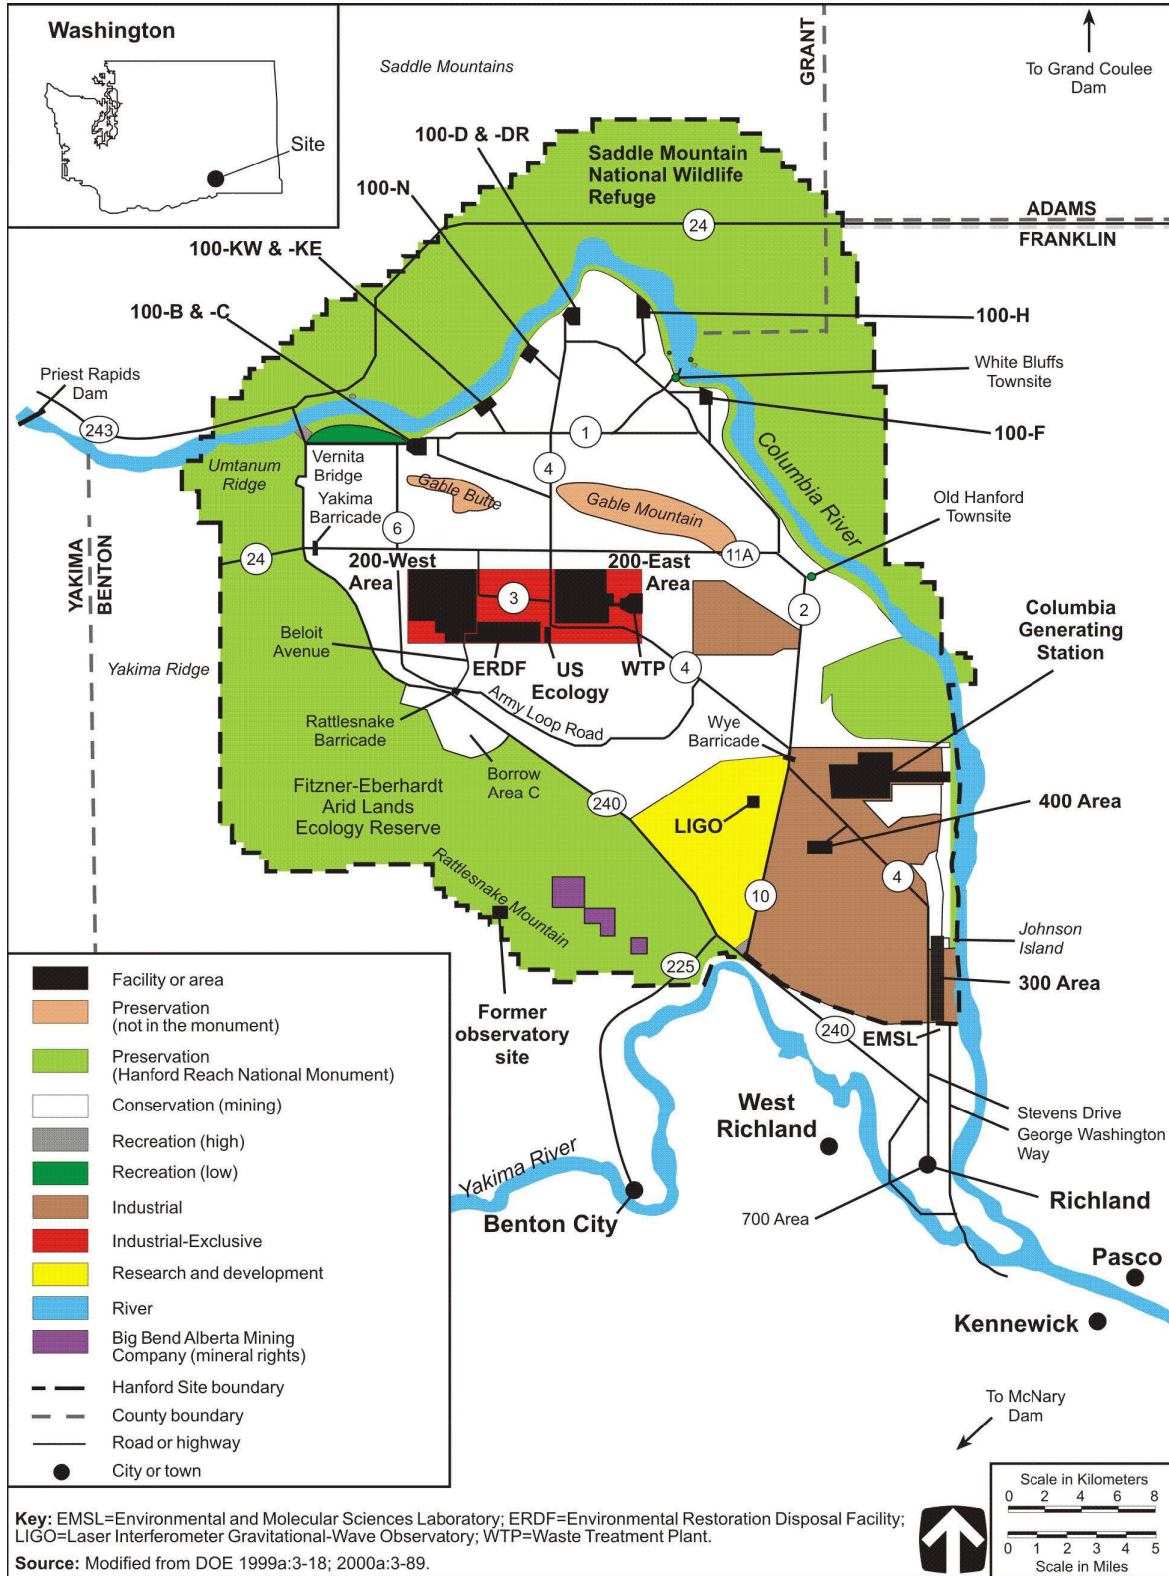 Washington
Site
Saddle Mountains
GRANT
To Grand Coulee
Dam
100-D & -DR
Saddle Mountain
National Wildlife
Refuge
100-N
24
ADAMS
FRANKLIN
100-KW & -KE
100-B & -C
100-H
Priest Rapids
Dam
White Bluffs
Townsite
243
1
100-F
Umtanum
Ridge
Vernita
Bridge
4
Columbia River
Gable Butte
Gable Mountain
Yakima
Barricade
Old Hanford
Townsite
6
24
11A
200-West
Area
200-East
Area
YAKIMA
BENTON
3
2
Columbia
Generating
Station
Beloit
Avenue
Yakima Ridge
ERDF
US
Ecology
WTP
4
Army Loop Road
Rattlesnake
Barricade
Wye
Barricade
Borrow
Area C
Fitzner-Eberhardt
Arid Lands
Ecology Reserve
240
LIGO
400 Area
4
Rattlesnake Mountain
10
Johnson
Island
225
300 Area
Former
observatory
site
240
EMSL
Facility or area
Preservation
(not in the monument)
Preservation
(Hanford Reach National Monument)
Conservation (mining)
Recreation (high)
Recreation (low)
Industrial
Industrial-Exclusive
Research and development
River
Big Bend Alberta Mining
Company (mineral rights)
Hanford Site boundary
County boundary
Road or highway
City or town
West
Richland
Stevens Drive
George Washington
Way
Yakima River
Benton City
700 Area
Richland
Pasco
Kennewick
To McNary
Dam
Scale in Kilometers
0 2 4 6 8
0 1 2 3 4 5
Scale in Miles
Key: EMSL=Environmental and Molecular Sciences Laboratory; ERDF=Environmental Restoration Disposal Facility;
LIGO=Laser Interferometer Gravitational-Wave Observatory; WTP=Waste Treatment Plant.
Source: Modified from DOE 1999a:3-18; 2000a:3-89.